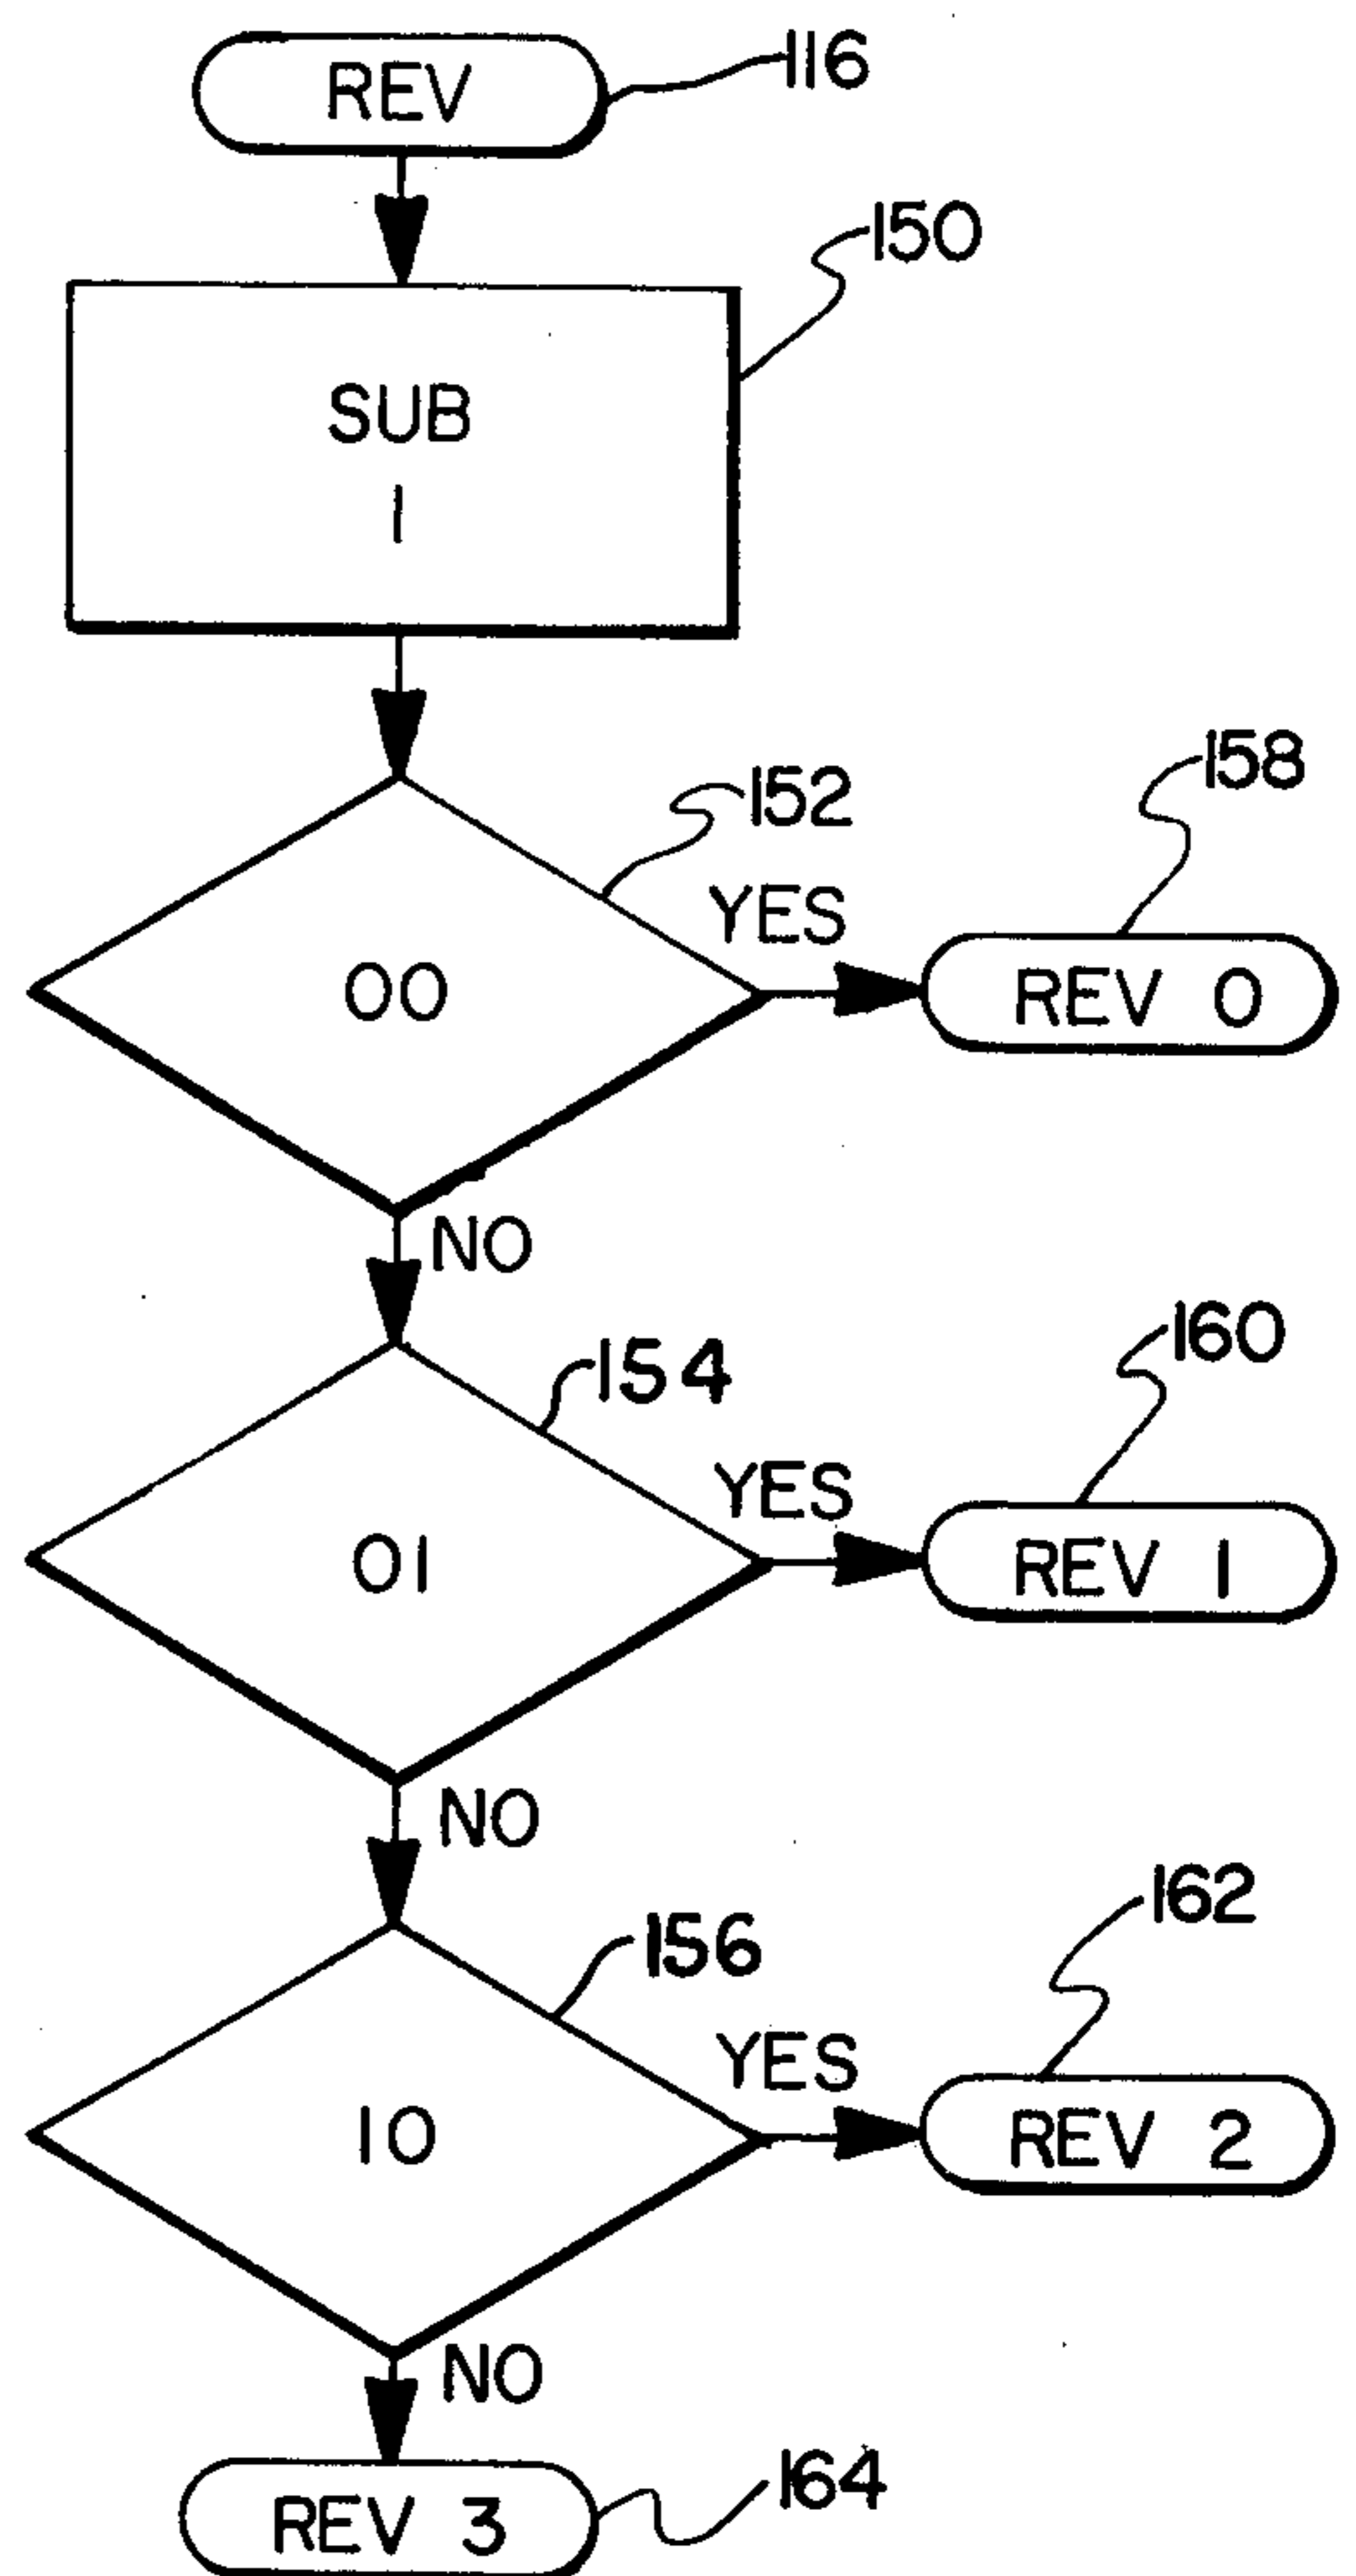 REV
116
150
SUB
1
152
158
YES
00
REV 0
NO
154
160
YES
01
REV 1
NO
156
162
YES
10
REV 2
NO
REV 3
164